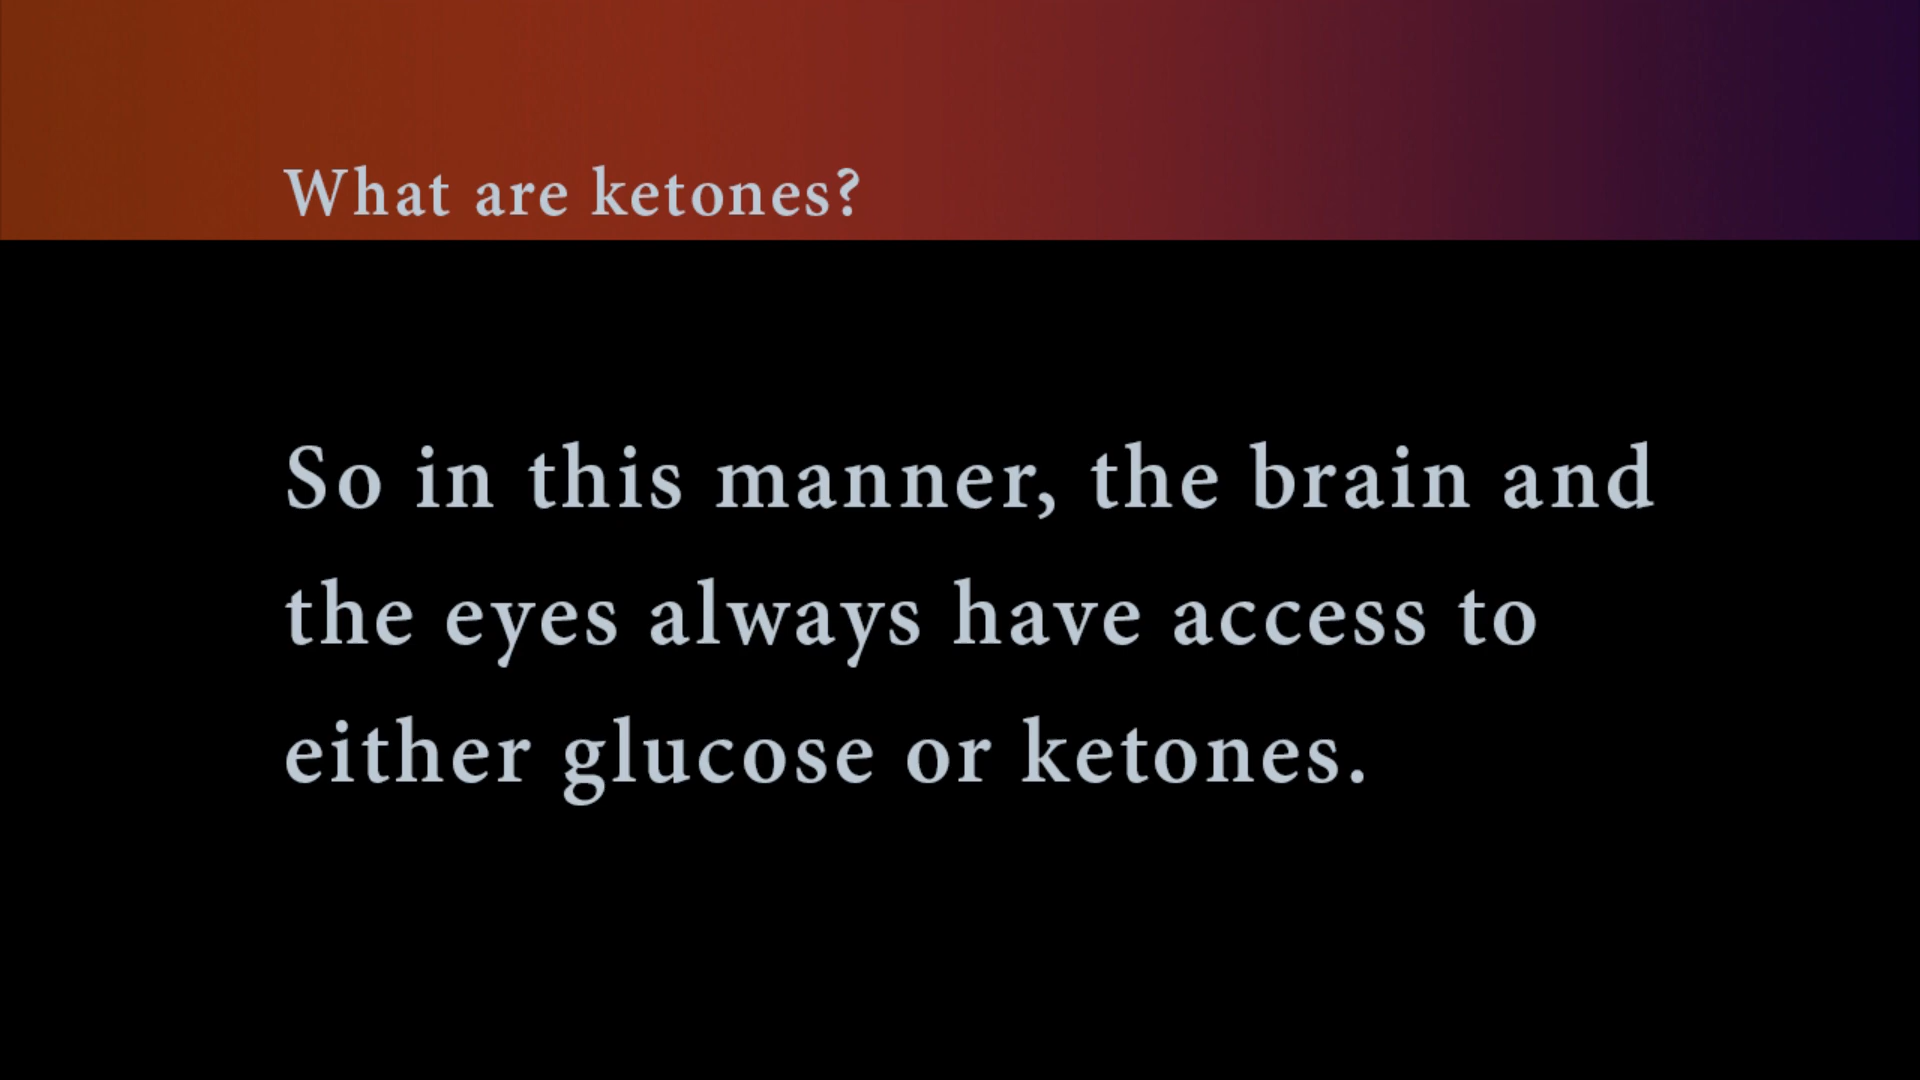 What are ketones?
So in this manner, the brain and
the eyes always have access to
either glucose or ketones.